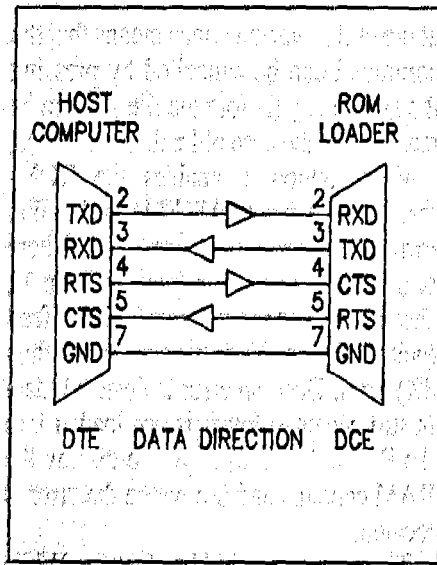 HOST COMPUTER
ROM LOADER
TXD 2 2 RXD
RXD 3 3 TXD
RTS 4 4 CTS
CTS 5 5 RTS
GND 7 7 GND
DTE DATA DIRECTION DCE